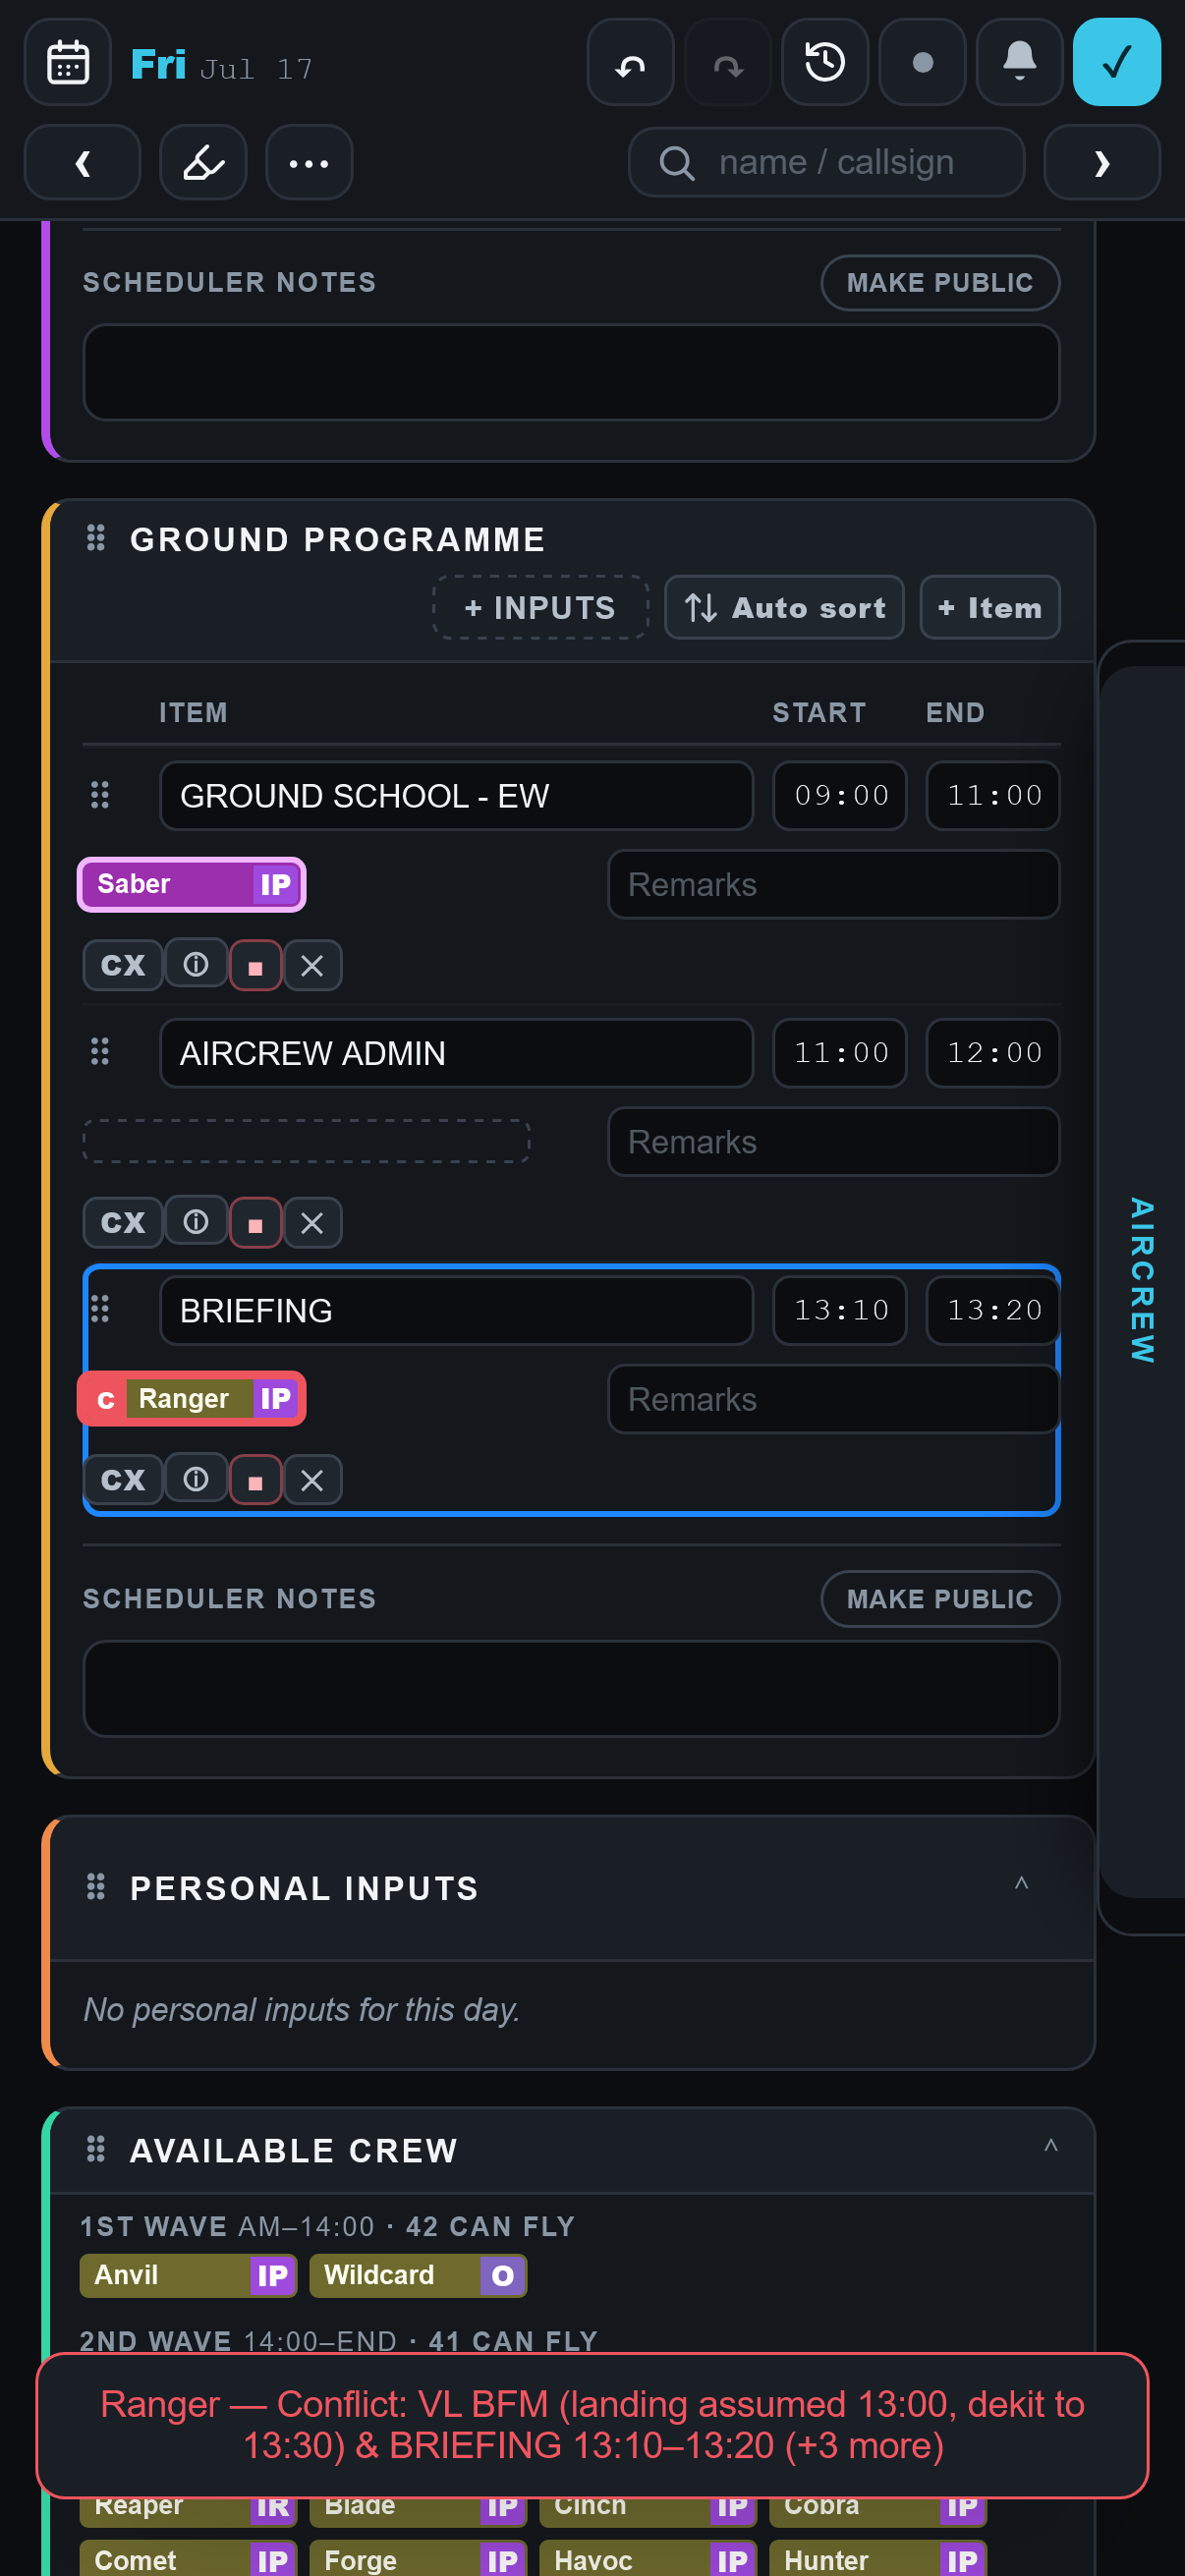 Fri Jul 17
name / callsign
SCHEDULER NOTES MAKE PUBLIC
GROUND PROGRAMME
+ INPUTS Auto sort + Item
ITEM START END
GROUND SCHOOL - EW 09:00 11:00
Saber IP Remarks
CX
AIRCREW ADMIN 11:00 12:00
Remarks
CX
BRIEFING 13:10 13:20
c Ranger IP Remarks
CX
SCHEDULER NOTES MAKE PUBLIC
AIRCREW
PERSONAL INPUTS
No personal inputs for this day.
AVAILABLE CREW
1ST WAVE AM–14:00 · 42 CAN FLY
Anvil IP Wildcard O
2ND WAVE 14:00–END · 41 CAN FLY
Ranger — Conflict: VL BFM (landing assumed 13:00, dekit to
13:30) & BRIEFING 13:10–13:20 (+3 more)
Reaper IR Blade IP Cinch IP Cobra IP
Comet IP Forge IP Havoc IP Hunter IP